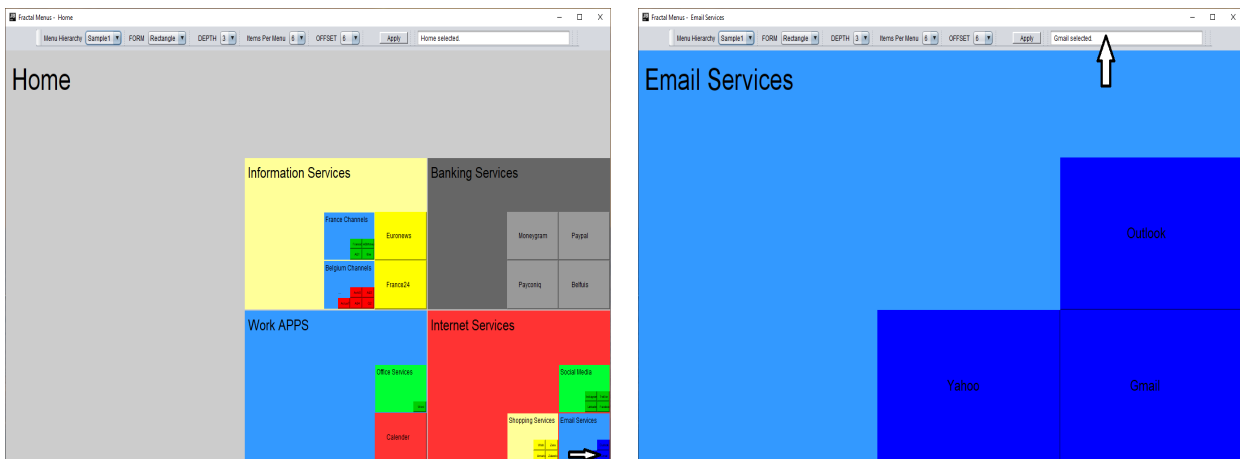 Fractal Menus - Home
Menu Hierarchy Sample1 FORM Rectangle DEPTH 3 Items Per Menu 6 OFFSET 6 Apply Home selected.
Home
Information Services
Banking Services
France Channels
Euronews
Moneygram
Paypal
Belgium Channels
France24
Payconiq
Belfuis
Work APPS
Internet Services
Office Services
Social Media
Calender
Shopping Services
Email Services
Fractal Menus - Email Services
Menu Hierarchy Sample1 FORM Rectangle DEPTH 3 Items Per Menu 6 OFFSET 6 Apply Gmail selected.
Email Services
Outlook
Yahoo
Gmail